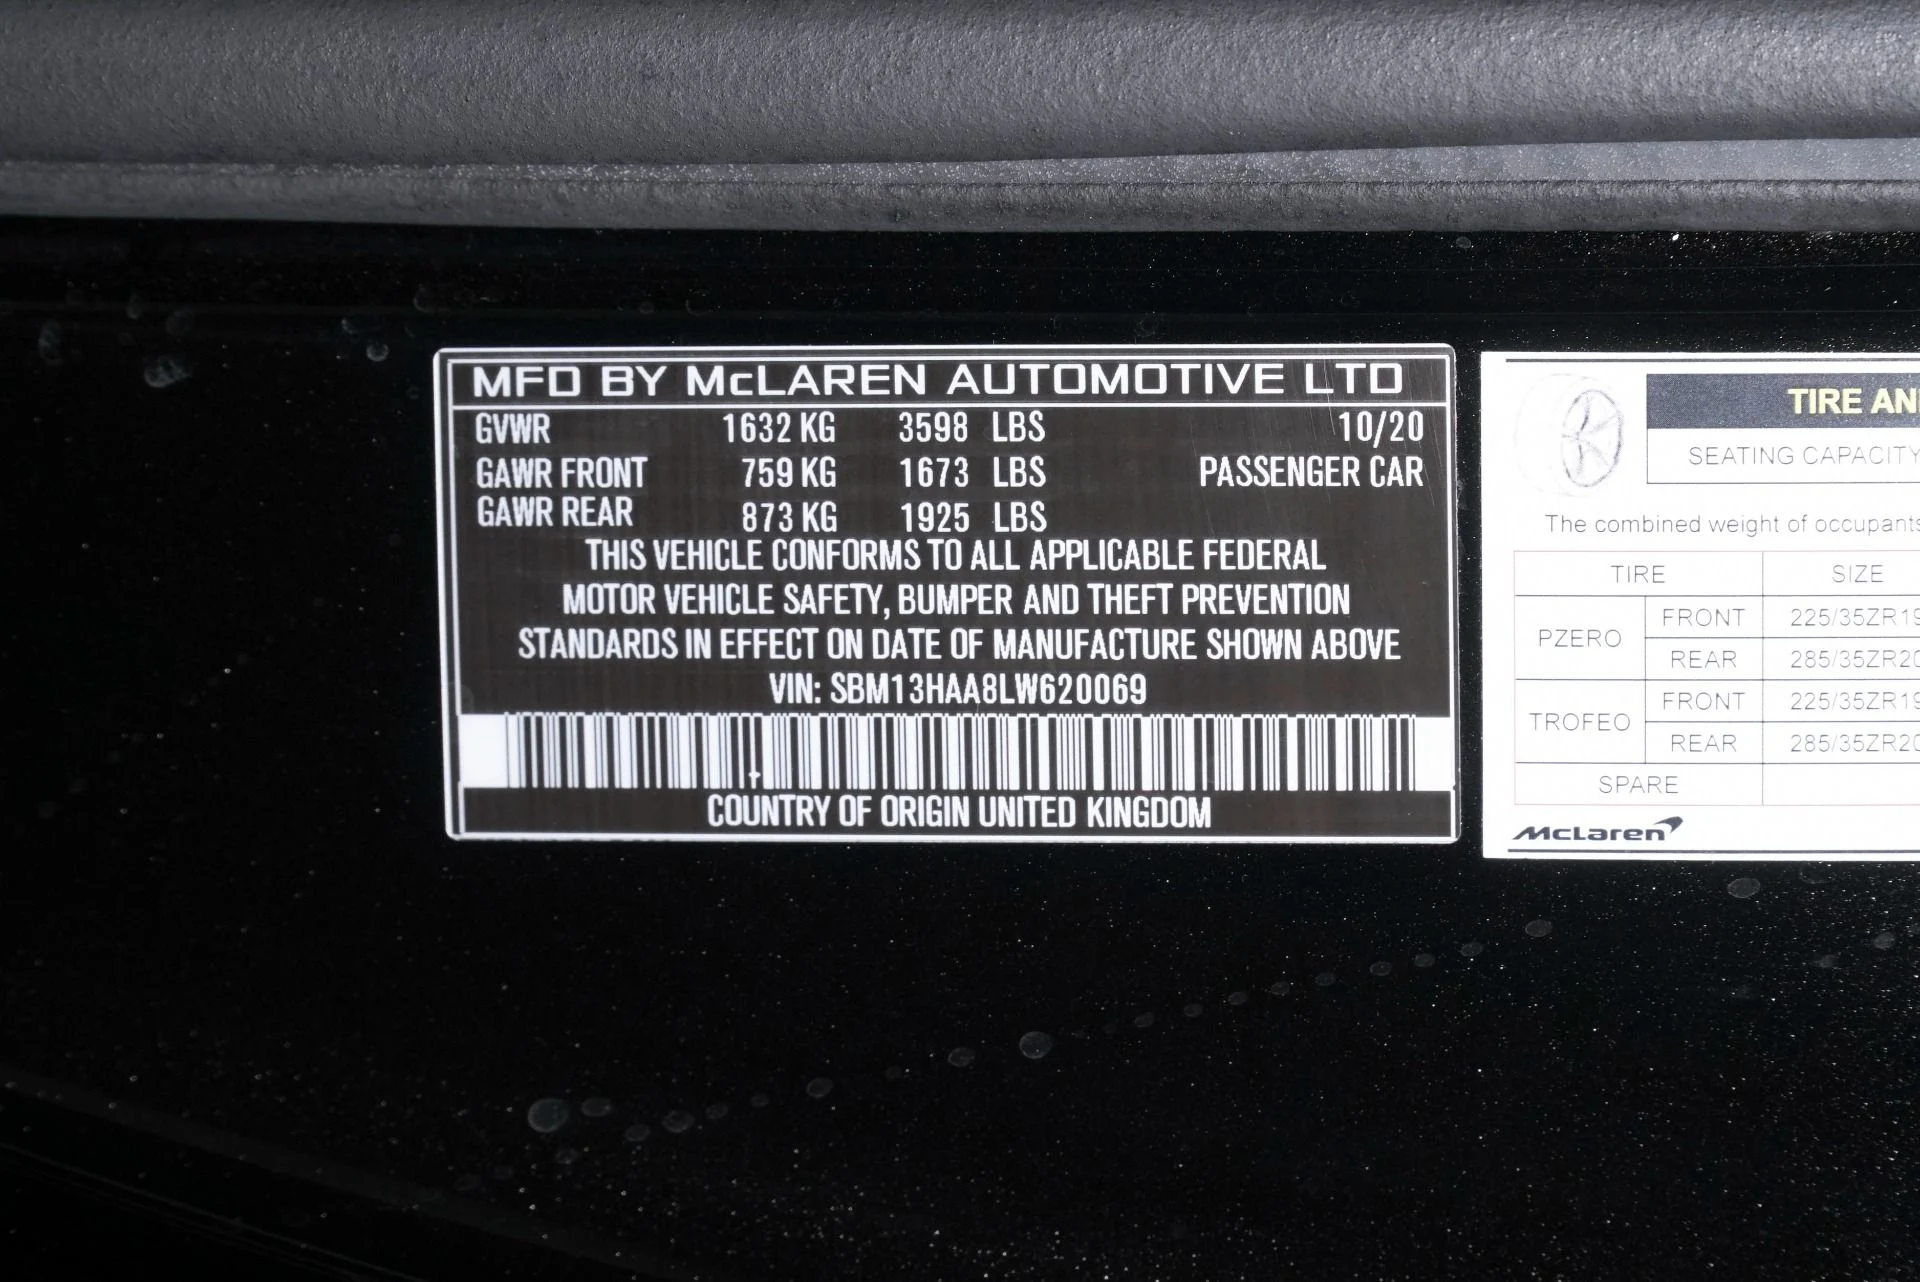 MFD BY McLAREN AUTOMOTIVE LTD
GVWR 1632 KG 3598 LBS 10/20
GAWR FRONT 759 KG 1673 LBS PASSENGER CAR
GAWR REAR 873 KG 1925 LBS
THIS VEHICLE CONFORMS TO ALL APPLICABLE FEDERAL
MOTOR VEHICLE SAFETY, BUMPER AND THEFT PREVENTION
STANDARDS IN EFFECT ON DATE OF MANUFACTURE SHOWN ABOVE
VIN: SBM13HAA8LW620069
COUNTRY OF ORIGIN UNITED KINGDOM
TIRE AN
SEATING CAPACITY
The combined weight of occupants
TIRE SIZE
PZERO FRONT 225/35ZR19
REAR 285/35ZR20
TROFEO FRONT 225/35ZR19
REAR 285/35ZR20
SPARE
McLaren